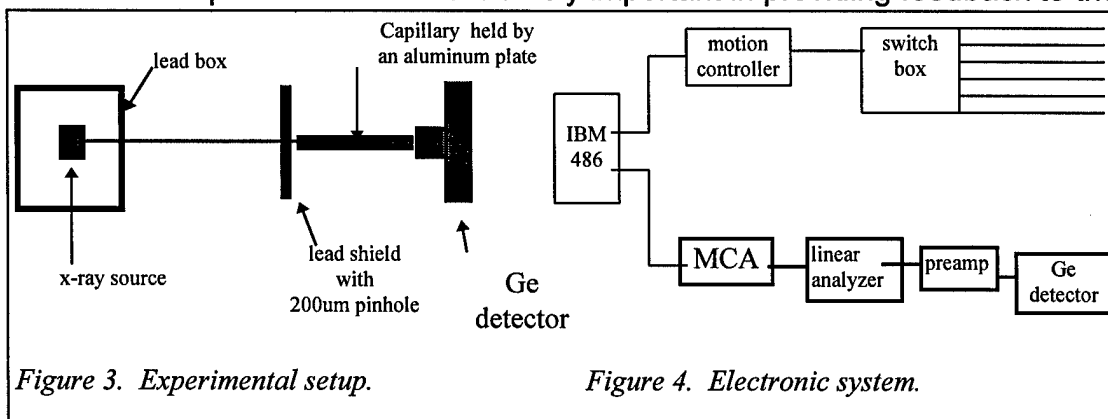 lead box
Capillary held by
an aluminum plate
x-ray source
lead shield
with
200um pinhole
Ge
detector
Figure 3. Experimental setup.
motion
controller
switch
box
IBM
486
MCA
linear
analyzer
preamp
Ge
detector
Figure 4. Electronic system.